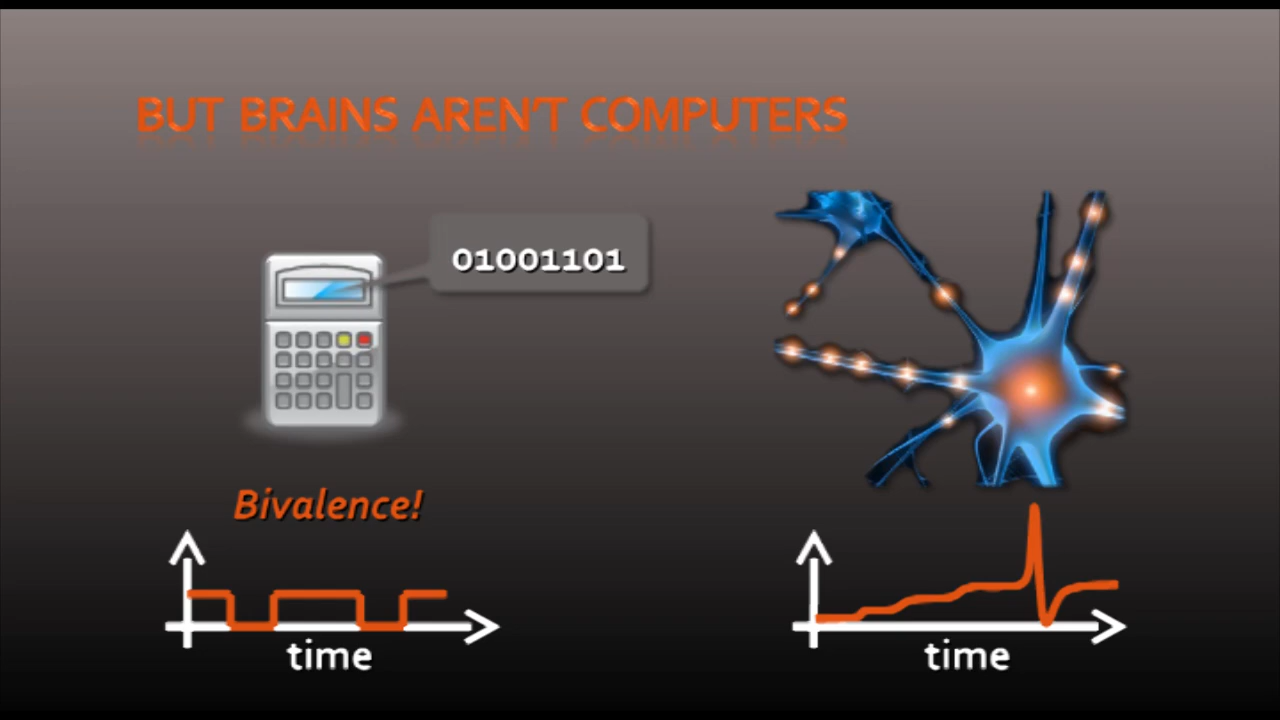 BUT BRAINS AREN'T COMPUTERS
01001101
Bivalence!
time
time